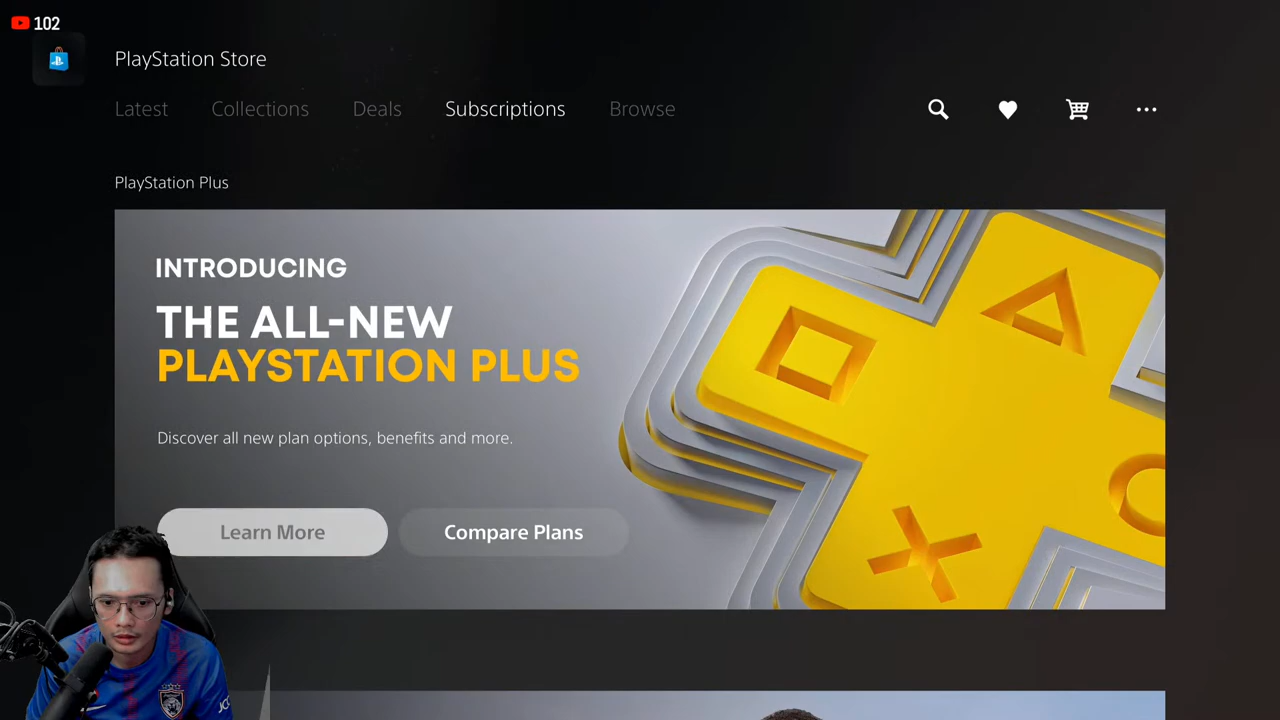 102
PlayStation Store
Latest Collections Deals Subscriptions Browse
PlayStation Plus
INTRODUCING
THE ALL-NEW
PLAYSTATION PLUS
Discover all new plan options, benefits and more.
Learn More Compare Plans